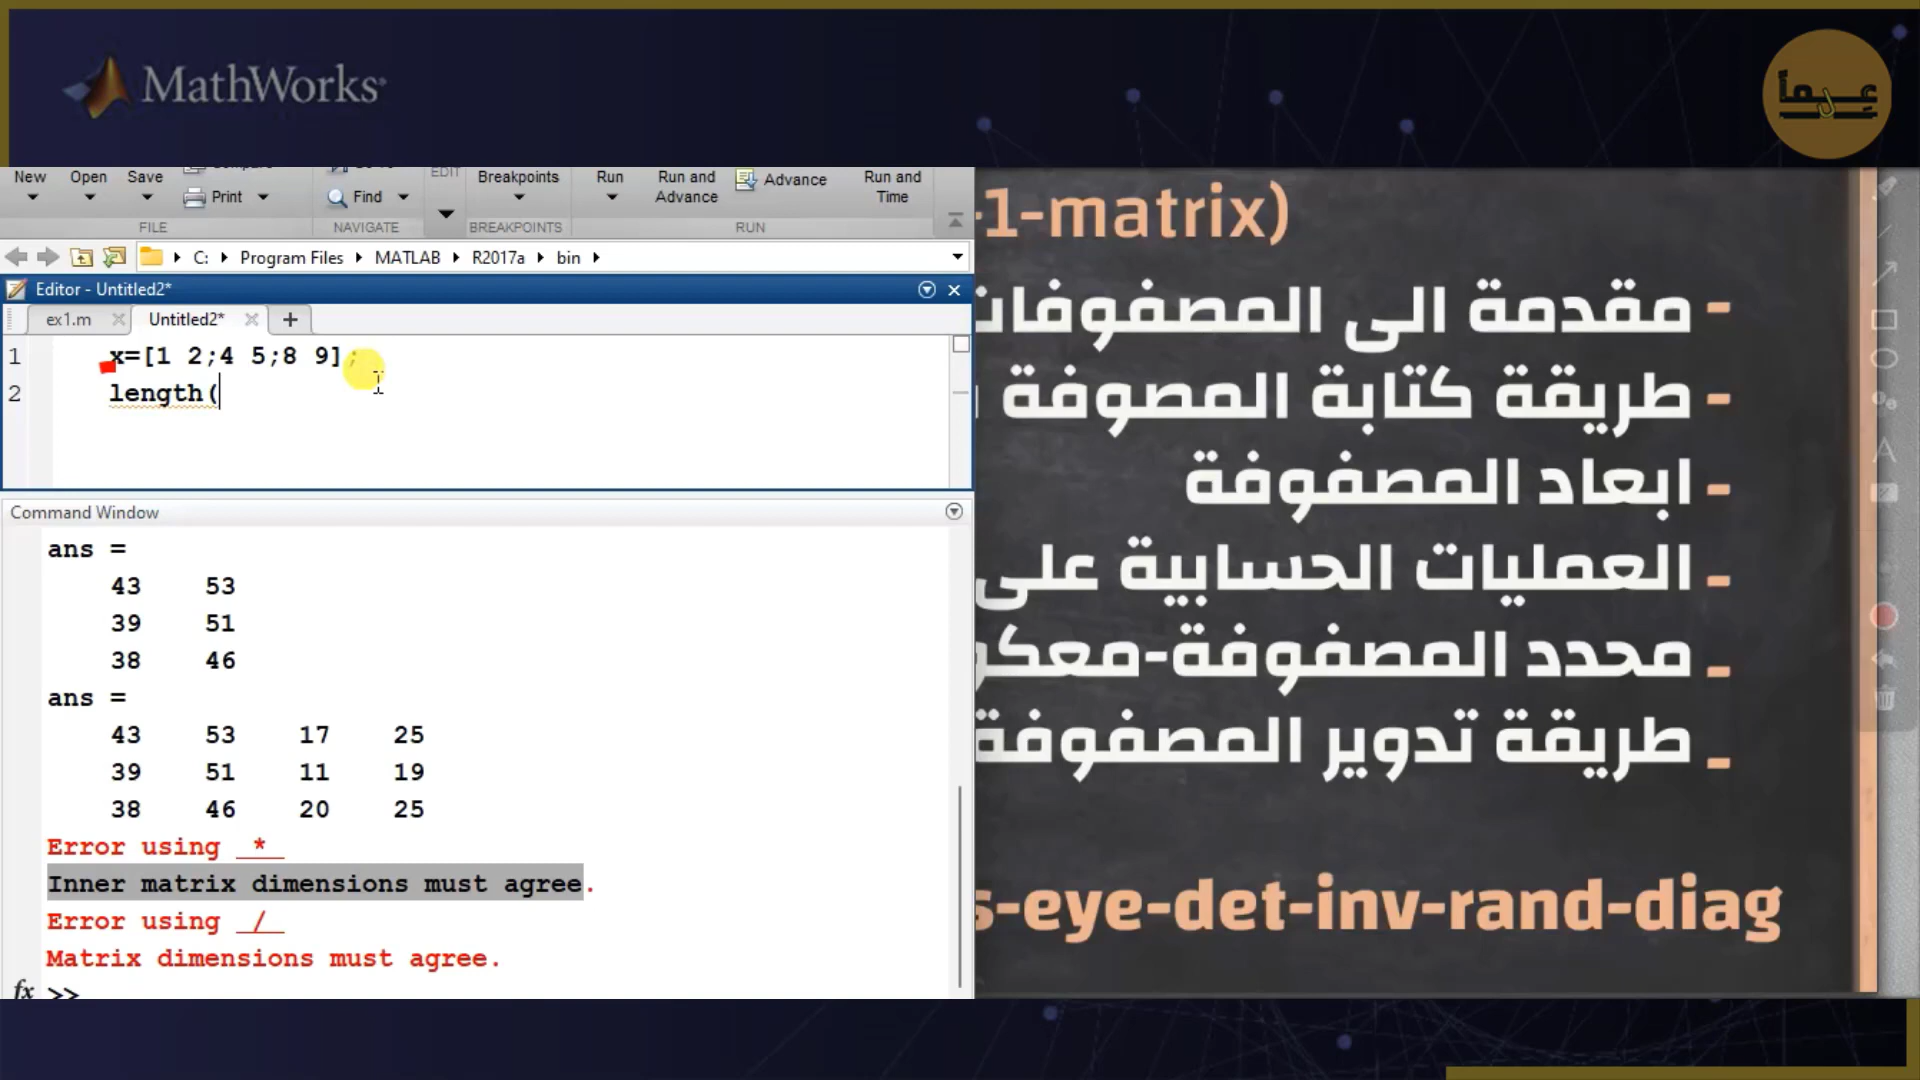 MathWorks®
عِلماً
New
Open
Save
Print
Find
FILE
NAVIGATE
EDIT
Breakpoints
BREAKPOINTS
Run
Run and Advance
Advance
Run and Time
RUN
C: Program Files MATLAB R2017a bin
Editor - Untitled2*
ex1.m Untitled2* +
1 x=[1 2;4 5;8 9];
2 length(
Command Window
ans =
43 53
39 51
38 46
ans =
43 53 17 25
39 51 11 19
38 46 20 25
Error using *
Inner matrix dimensions must agree.
Error using /
Matrix dimensions must agree.
fx >>
-1-matrix)
- مقدمة الى المصفوفات
- طريقة كتابة المصوفة
- ابعاد المصفوفة
- العمليات الحسابية على
- محدد المصفوفة-معكو
- طريقة تدوير المصفوفة
s-eye-det-inv-rand-diag